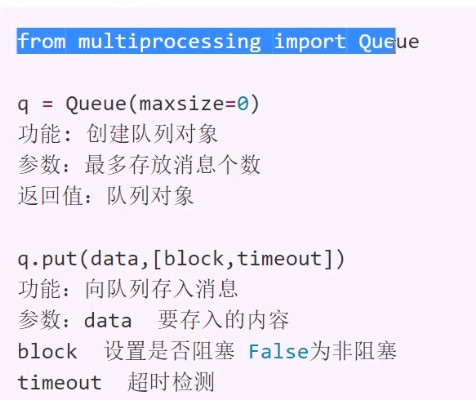 from multiprocessing import Queue
q = Queue(maxsize=0)
功能: 创建队列对象
参数: 最多存放消息个数
返回值: 队列对象
q.put(data,[block,timeout])
功能: 向队列存入消息
参数: data 要存入的内容
block 设置是否阻塞 False为非阻塞
timeout 超时检测